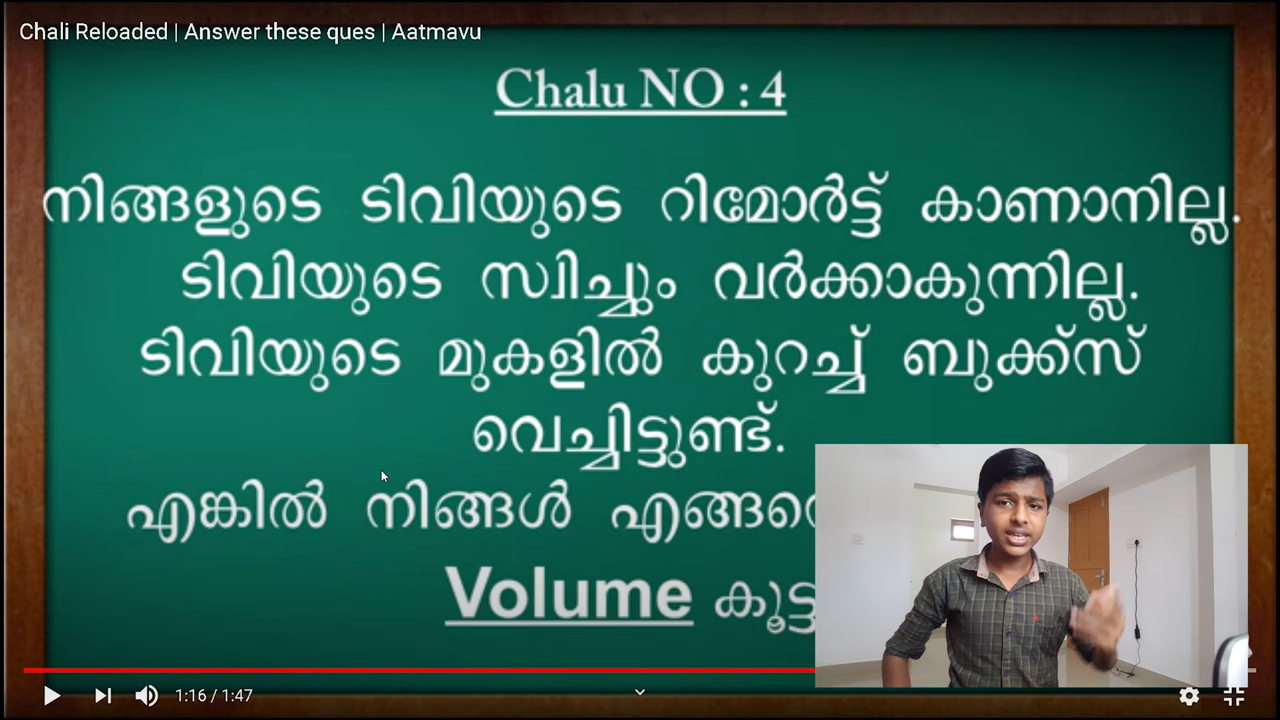 Chali Reloaded | Answer these ques | Aatmavu
Chalu NO : 4
നിങ്ങളുടെ ടിവിയുടെ റിമോർട്ട് കാണാനില്ല.
ടിവിയുടെ സ്വിച്ചും വർക്കാകുന്നില്ല.
ടിവിയുടെ മുകളിൽ കുറച്ച് ബുക്ക്സ്
വെച്ചിട്ടുണ്ട്.
എങ്കിൽ നിങ്ങൾ
Volume
1:16 / 1:47